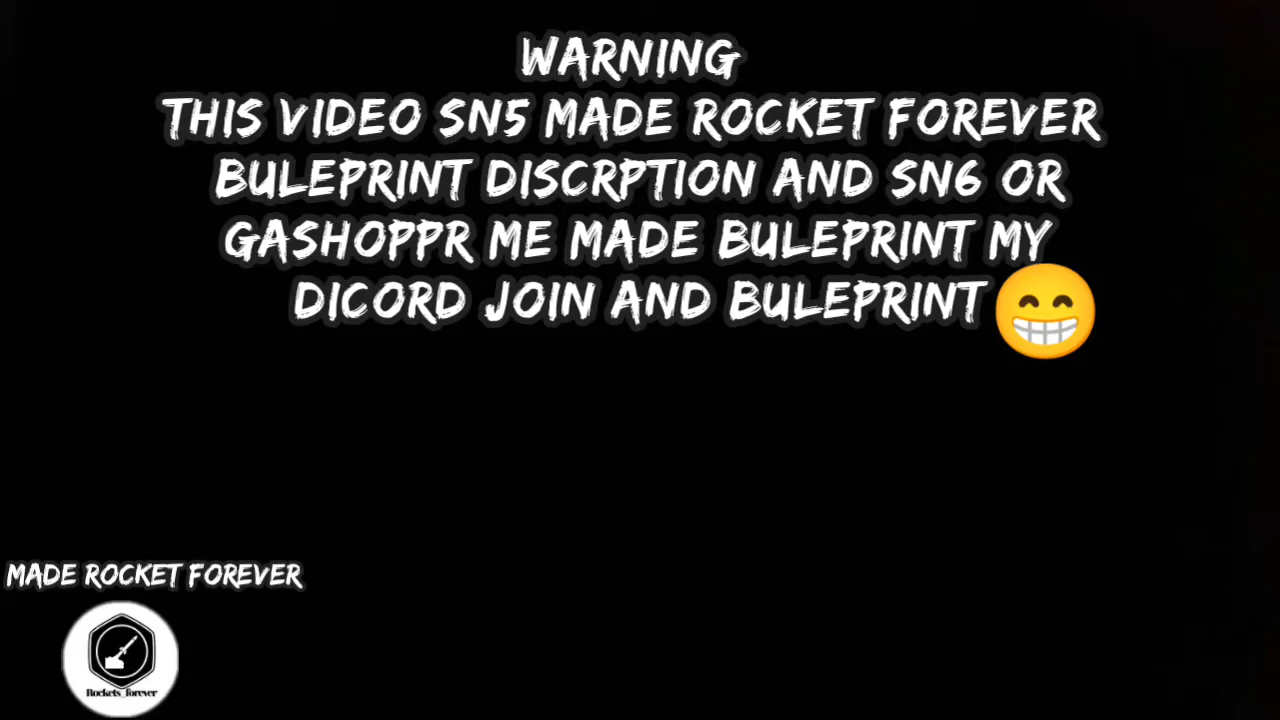 WARNING
THIS VIDEO SN5 MADE ROCKET FOREVER
BULEPRINT DISCRPTION AND SN6 OR
GASHOPPR ME MADE BULEPRINT MY
DICORD JOIN AND BULEPRINT😁
MADE ROCKET FOREVER
Rockets_forever